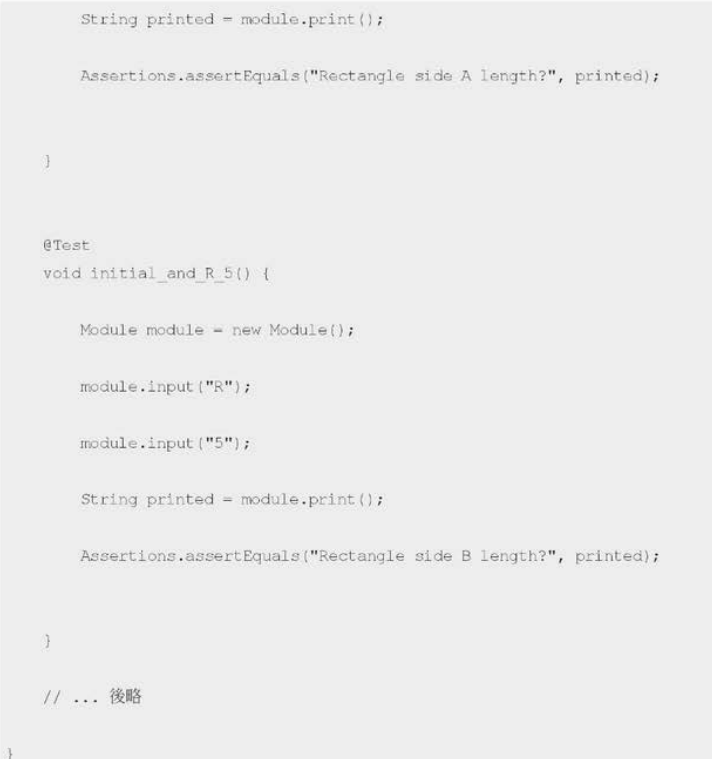 String printed = module.print();
Assertions.assertEquals("Rectangle side A length?", printed);
}
@Test
void initial_and_R_5() {
Module module = new Module();
module.input("R");
module.input("5");
String printed = module.print();
Assertions.assertEquals("Rectangle side B length?", printed);
}
// ... 後略
}